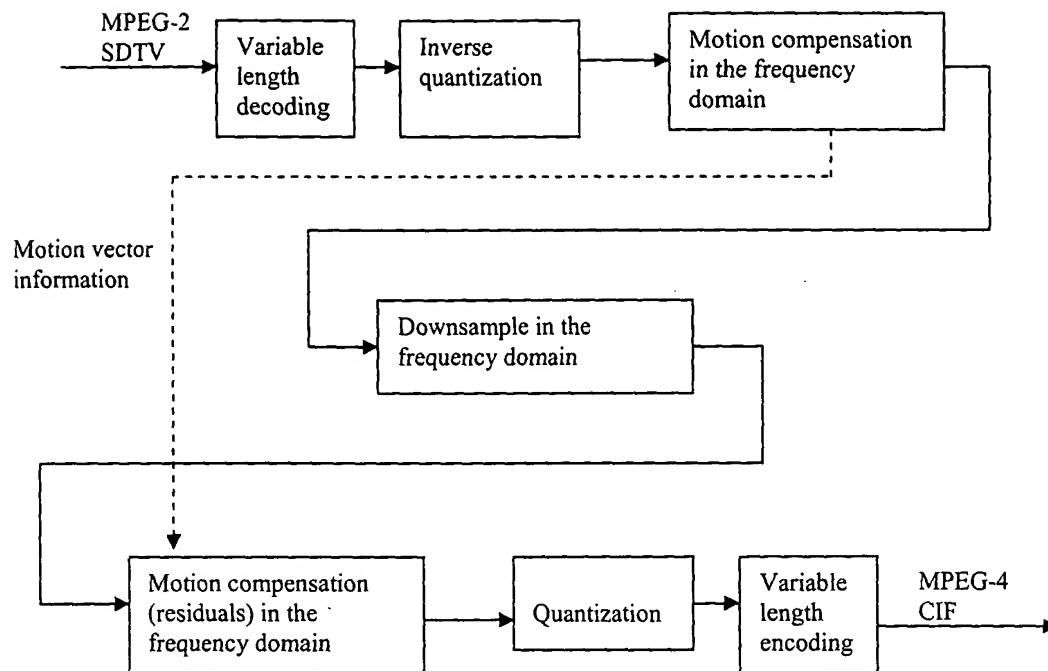 MPEG-2
SDTV
Variable
length
decoding
Inverse
quantization
Motion compensation
in the frequency
domain
Motion vector
information
Downsample in the
frequency domain
Motion compensation
(residuals) in the
frequency domain
Quantization
Variable
length
encoding
MPEG-4
CIF